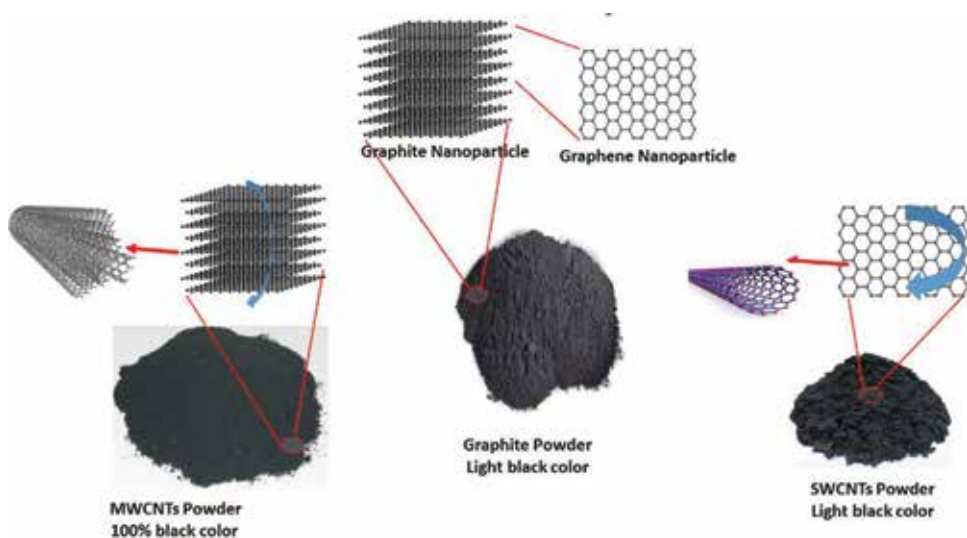 Graphite Nanoparticle
Graphene Nanoparticle
Graphite Powder
Light black color
MWCNTs Powder
100% black color
SWCNTs Powder
Light black color